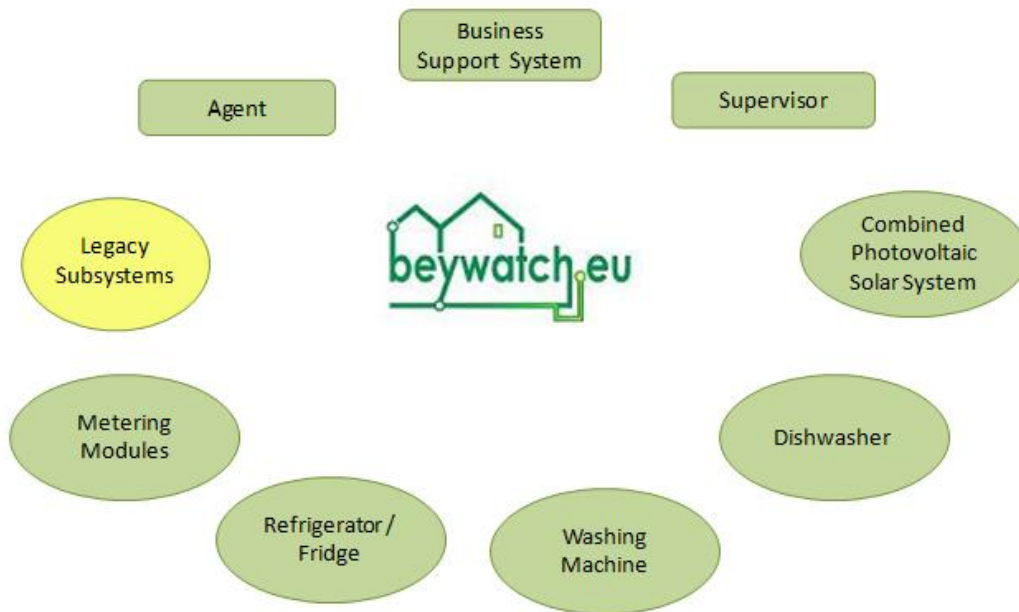 Business
Support System
Agent
Supervisor
Legacy
Subsystems
beywatch.eu
Combined
Photovoltaic
Solar System
Metering
Modules
Dishwasher
Refrigerator/
Fridge
Washing
Machine